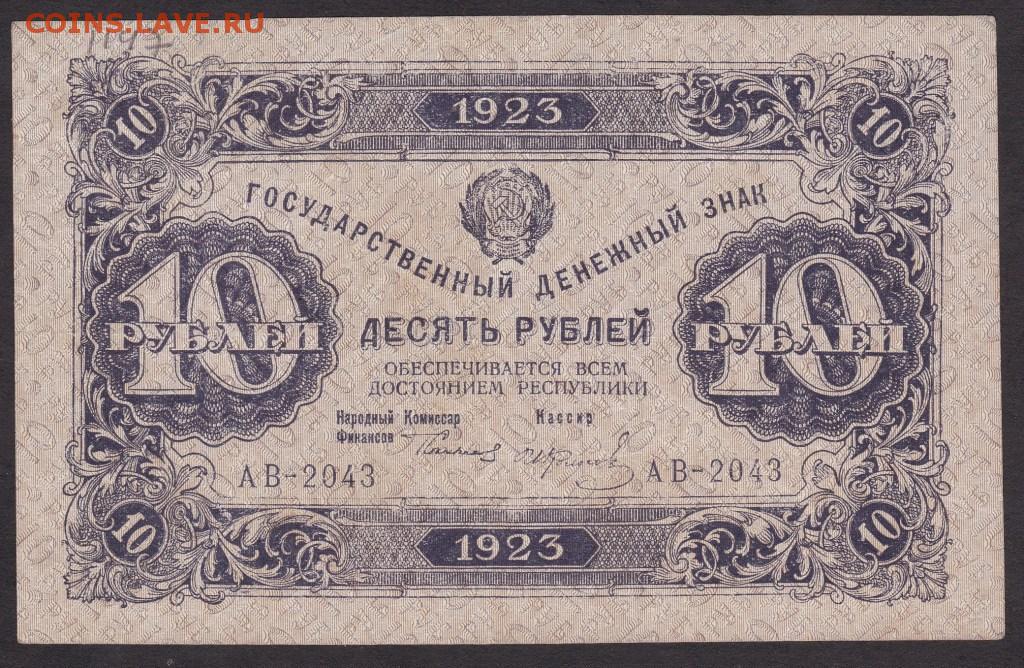 COINS.LAVE.RU
1197
1923
10 10
ГОСУДАРСТВЕННЫЙ ДЕНЕЖНЫЙ ЗНАК
10 РУБЛЕЙ
10 РУБЛЕЙ
ДЕСЯТЬ РУБЛЕЙ
ОБЕСПЕЧИВАЕТСЯ ВСЕМ
ДОСТОЯНИЕМ РЕСПУБЛИКИ
Народный Комиссар
Финансов
Кассир
АВ-2043 АВ-2043
10 10
1923